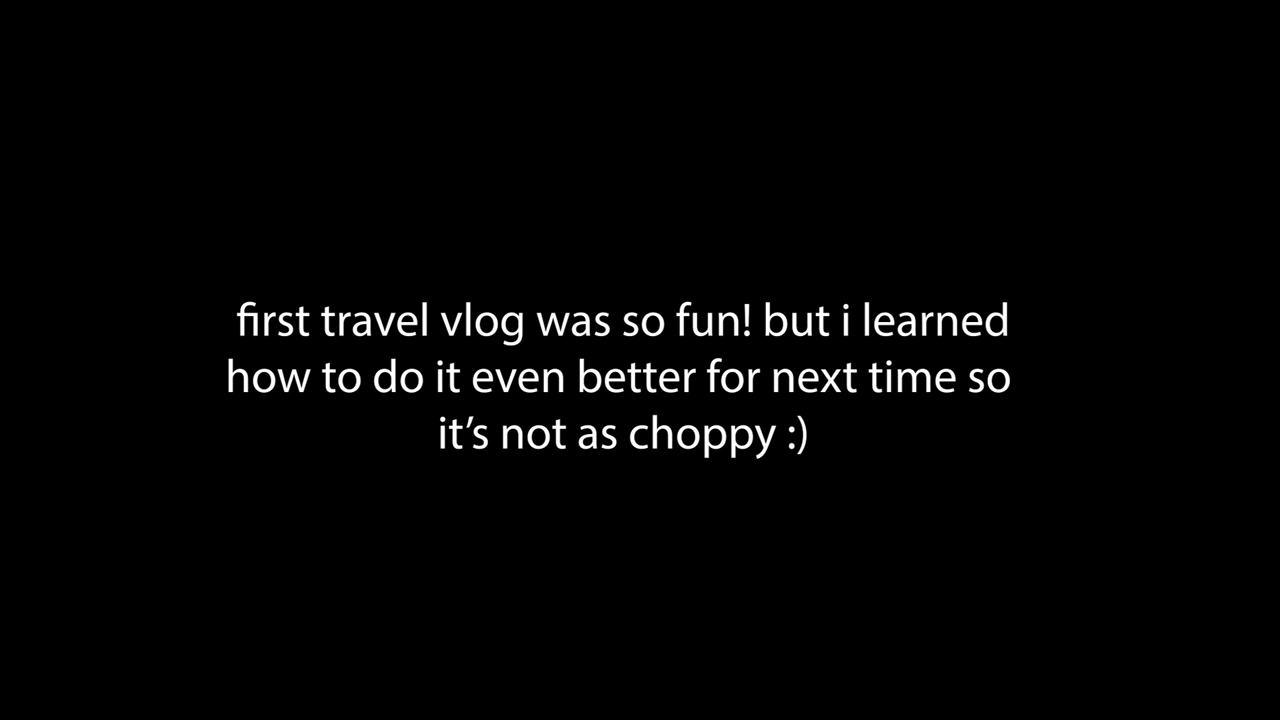 first travel vlog was so fun! but i learned
how to do it even better for next time so
it’s not as choppy :)